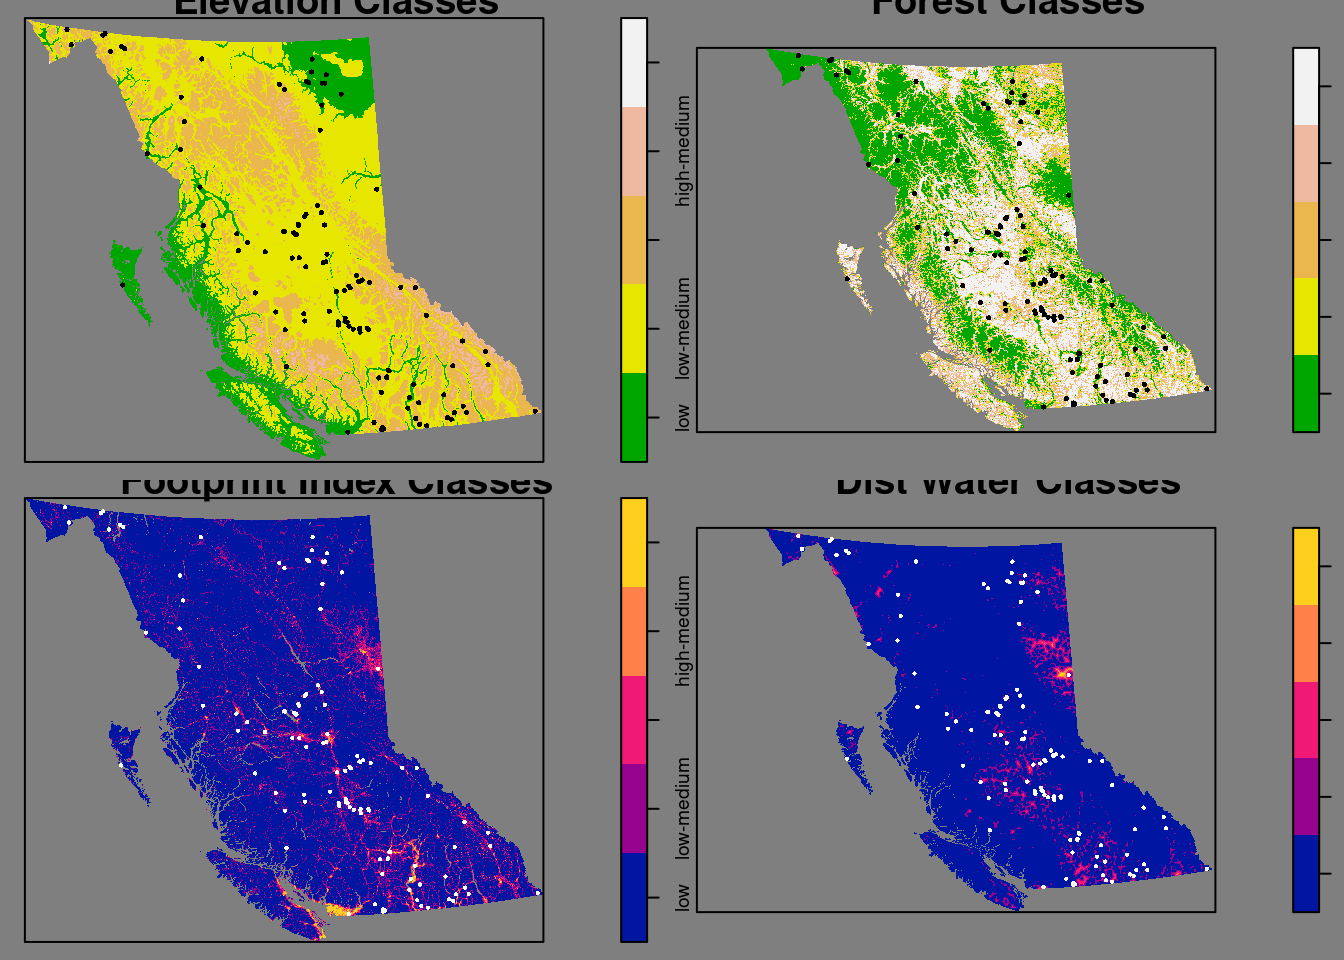 Elevation Classes
Forest Classes
high-medium
low-medium
low
Footprint Index Classes
Dist Water Classes
high-medium
low-medium
low